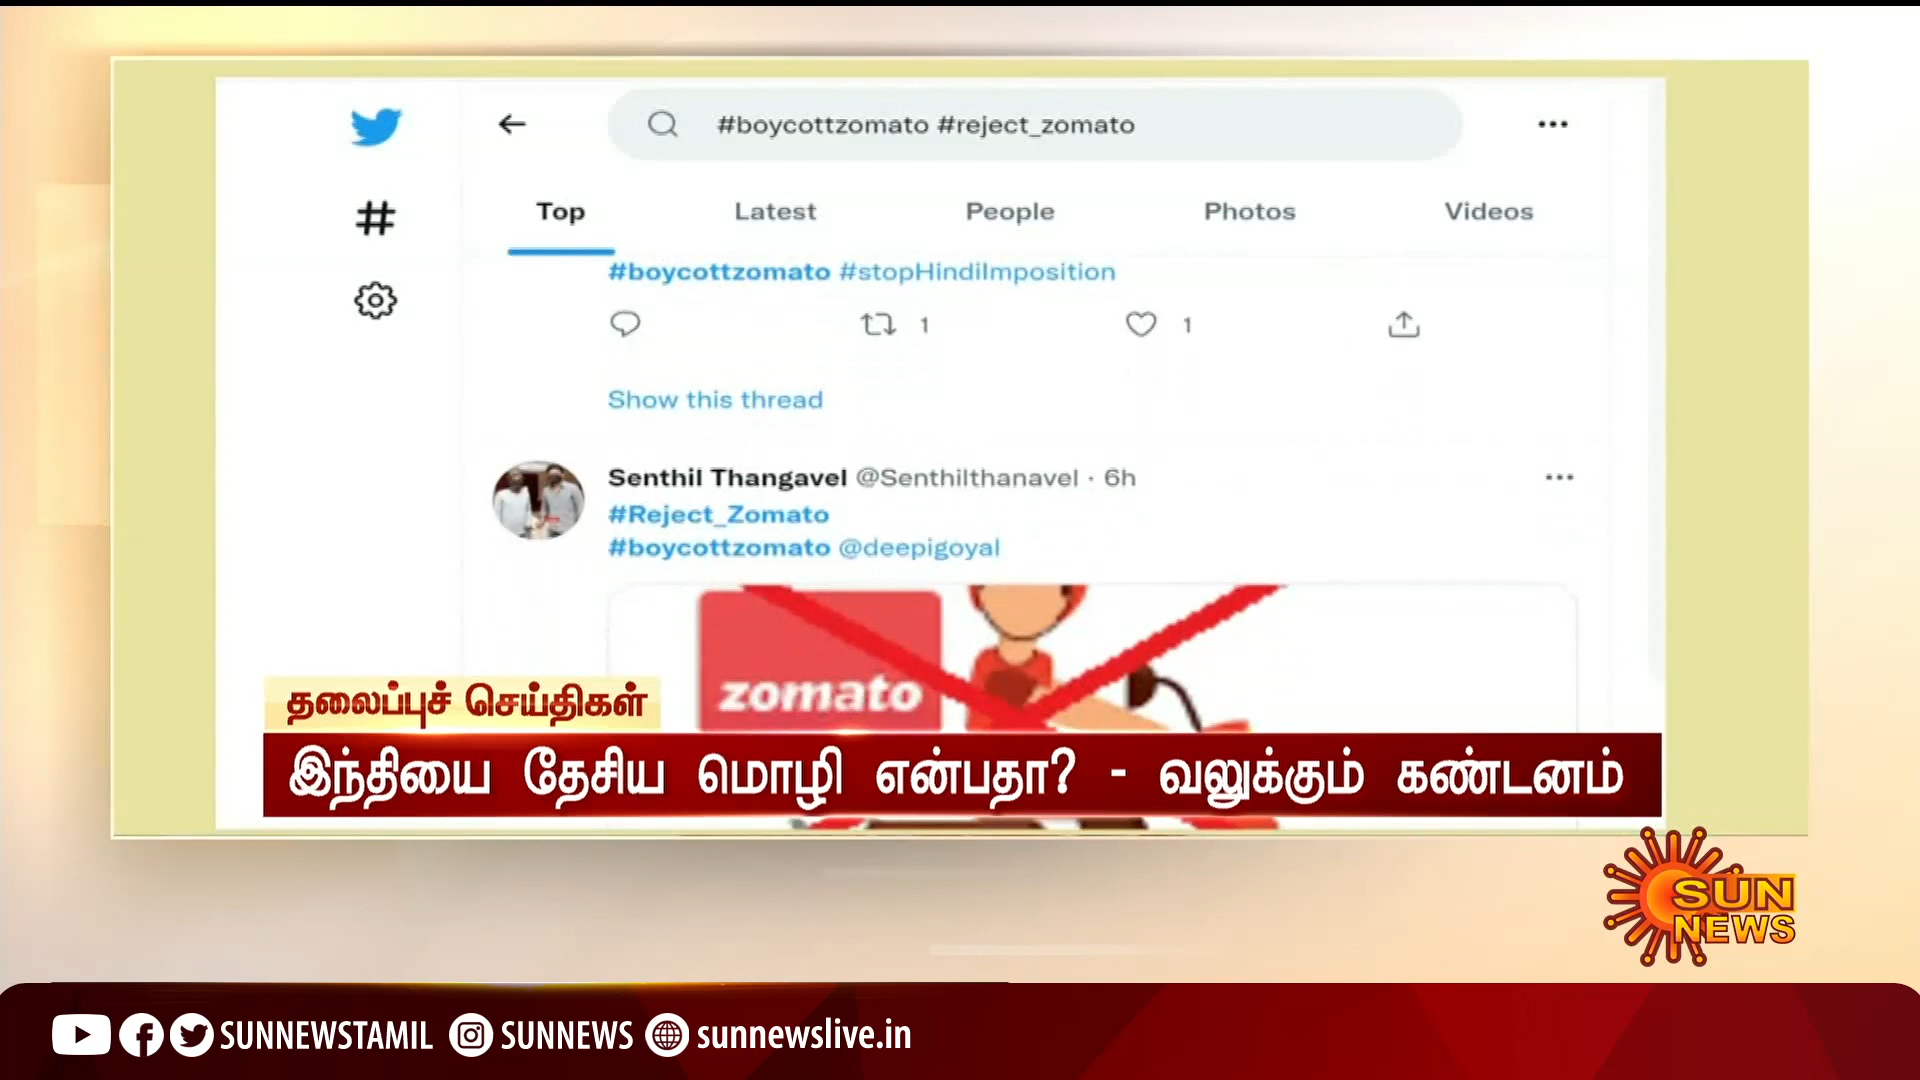 #boycottzomato #reject_zomato
Top Latest People Photos Videos
#boycottzomato #stopHindiImposition
1 1
Show this thread
Senthil Thangavel @Senthilthanavel · 6h
#Reject_Zomato
#boycottzomato @deepigoyal
zomato
தலைப்புச் செய்திகள்
இந்தியை தேசிய மொழி என்பதா? - வலுக்கும் கண்டனம்
SUN
NEWS
SUNNEWSTAMIL SUNNEWS sunnewslive.in